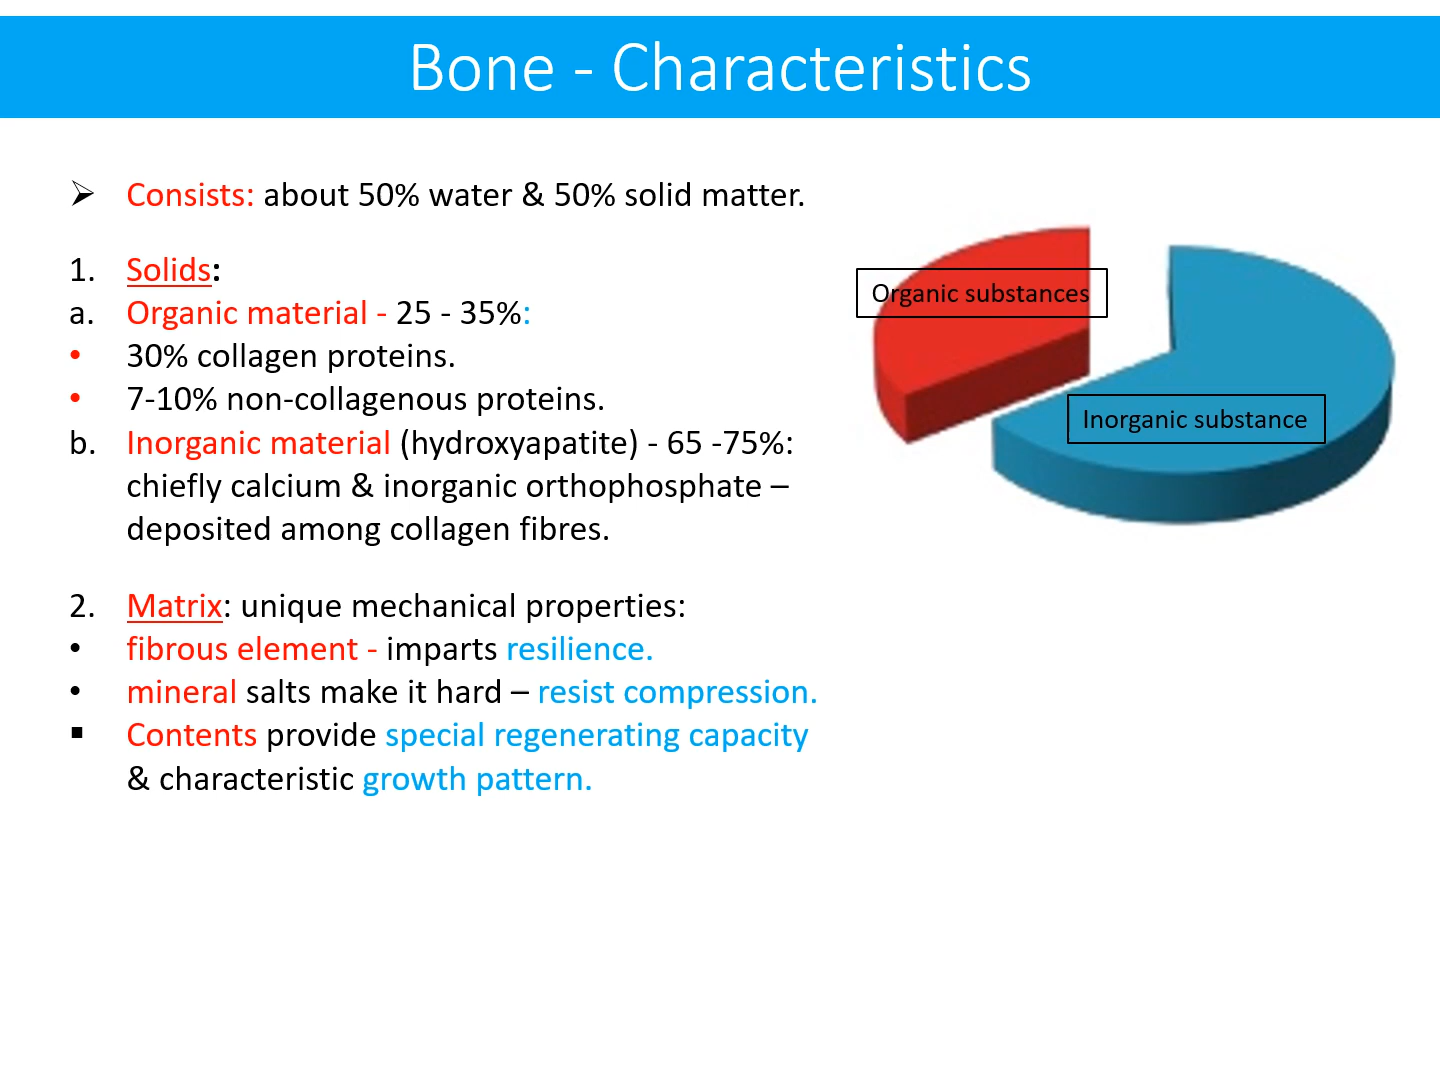 Bone - Characteristics
➢ Consists: about 50% water & 50% solid matter.
1. Solids:
a. Organic material - 25 - 35%:
• 30% collagen proteins.
• 7-10% non-collagenous proteins.
b. Inorganic material (hydroxyapatite) - 65 -75%:
chiefly calcium & inorganic orthophosphate –
deposited among collagen fibres.
2. Matrix: unique mechanical properties:
• fibrous element - imparts resilience.
• mineral salts make it hard – resist compression.
▪ Contents provide special regenerating capacity
& characteristic growth pattern.
Organic substances
Inorganic substance